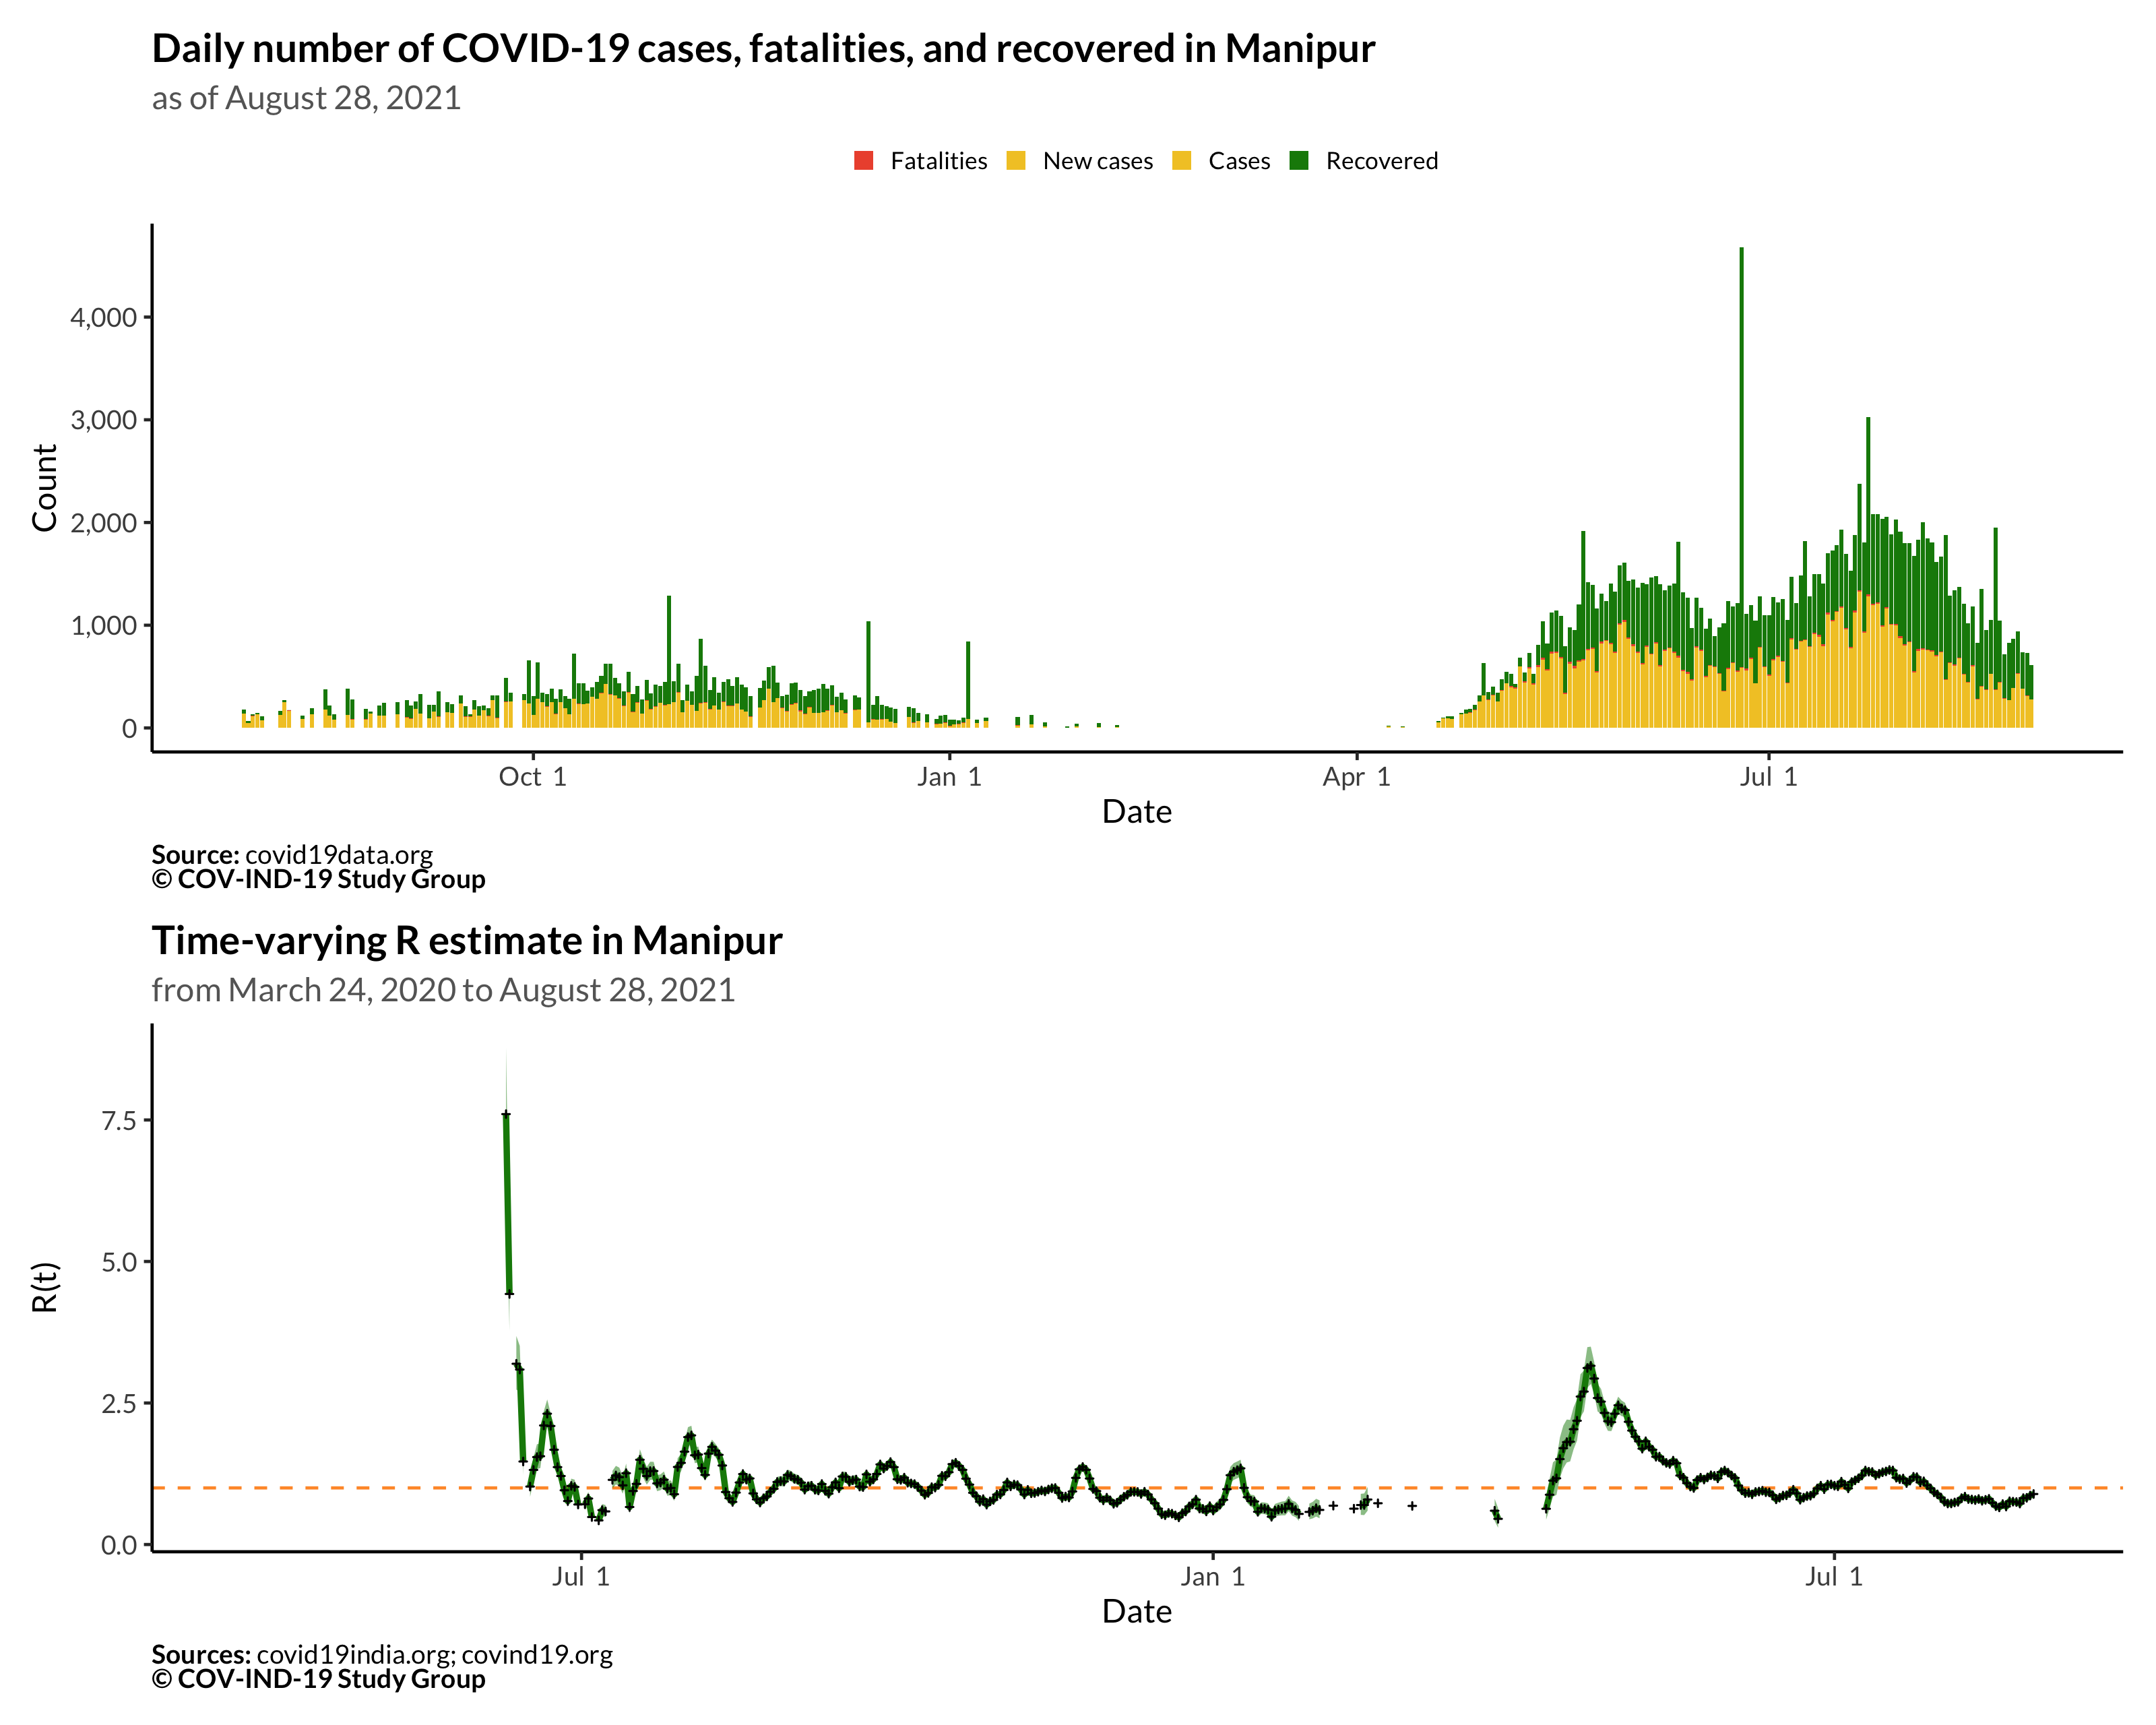 Daily number of COVID-19 cases, fatalities, and recovered in Manipur
as of August 28, 2021
Fatalities New cases Cases Recovered
Count
4,000
3,000
2,000
1,000
0
Oct 1 Jan 1 Apr 1 Jul 1
Date
Source: covid19data.org
© COV-IND-19 Study Group
Time-varying R estimate in Manipur
from March 24, 2020 to August 28, 2021
R(t)
7.5
5.0
2.5
0.0
Jul 1 Jan 1 Jul 1
Date
Sources: covid19india.org; covind19.org
© COV-IND-19 Study Group